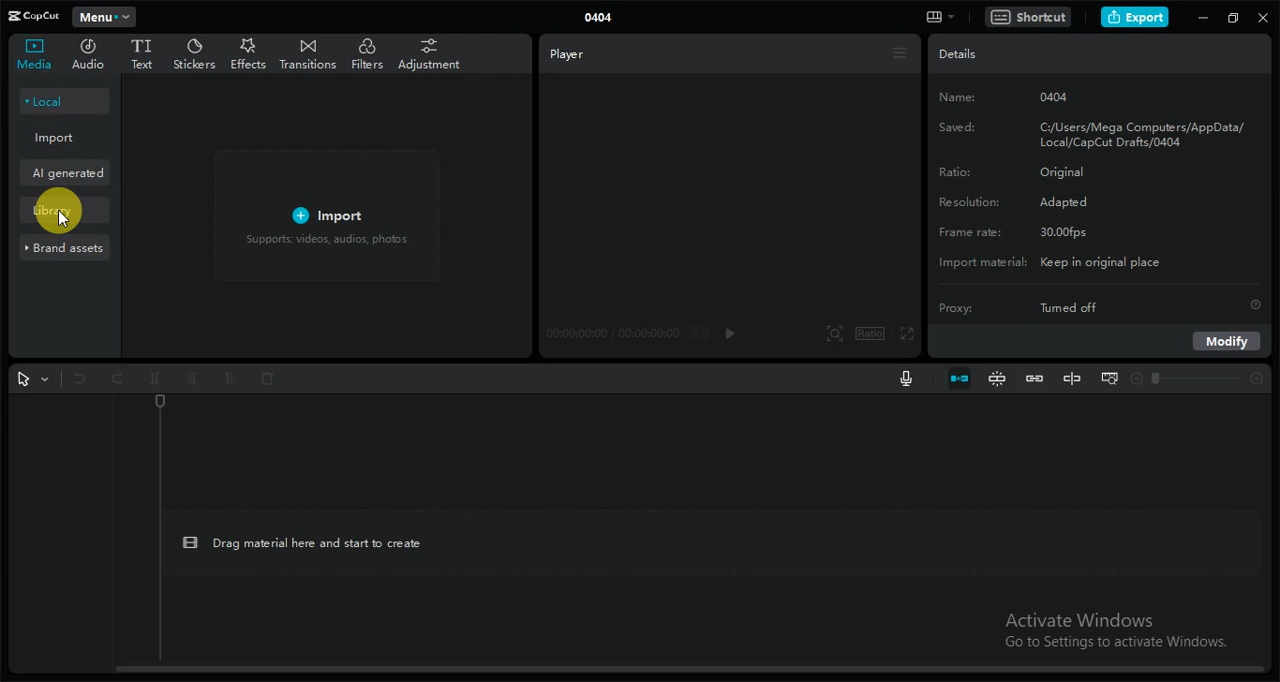 CapCut
Menu
0404
Shortcut
Export
Media
Audio
TI
Text
Stickers
Effects
Transitions
Filters
Adjustment
Player
Details
Local
Import
AI generated
Library
Brand assets
Import
Supports: videos, audios, photos
00:00:00:00 / 00:00:00:00
Ratio
Name: 0404
Saved: C:/Users/Mega Computers/AppData/
Local/CapCut Drafts/0404
Ratio: Original
Resolution: Adapted
Frame rate: 30.00fps
Import material: Keep in original place
Proxy: Turned off
Modify
Drag material here and start to create
Activate Windows
Go to Settings to activate Windows.